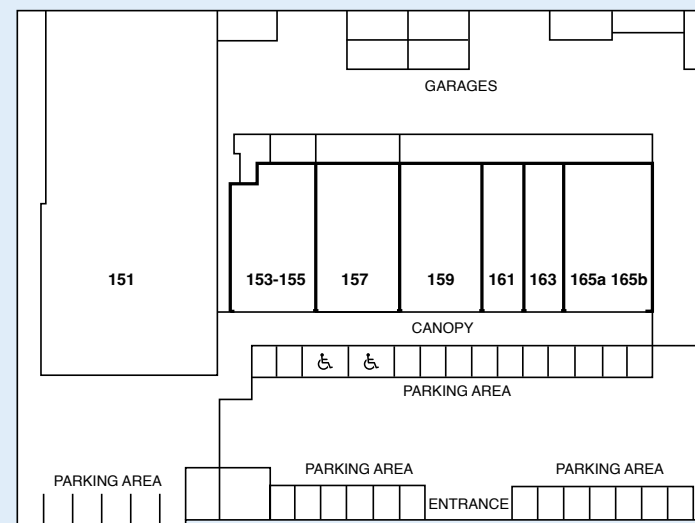 GARAGES
151
153-155
157
159
161
163
165a 165b
CANOPY
PARKING AREA
PARKING AREA
PARKING AREA
PARKING AREA
ENTRANCE